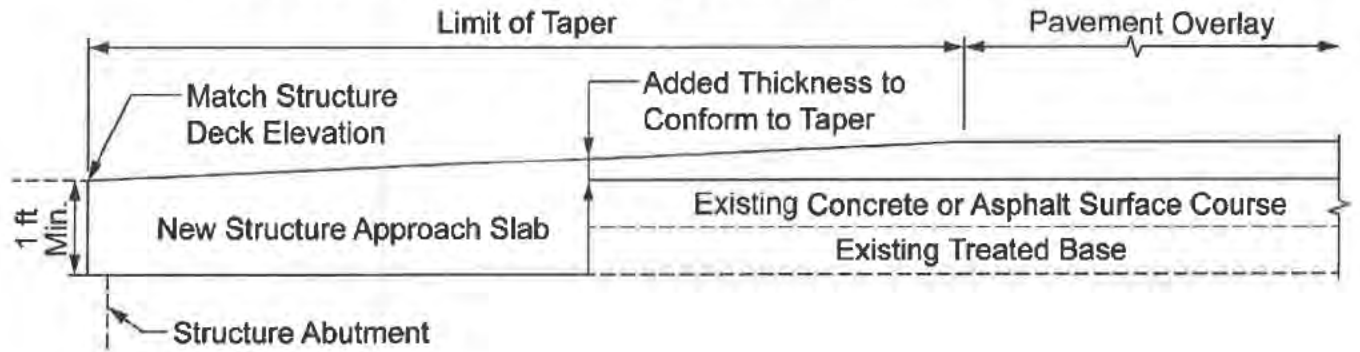 Limit of Taper
Pavement Overlay
Match Structure
Deck Elevation
Added Thickness to
Conform to Taper
1 ft
Min.
New Structure Approach Slab
Existing Concrete or Asphalt Surface Course
Existing Treated Base
Structure Abutment